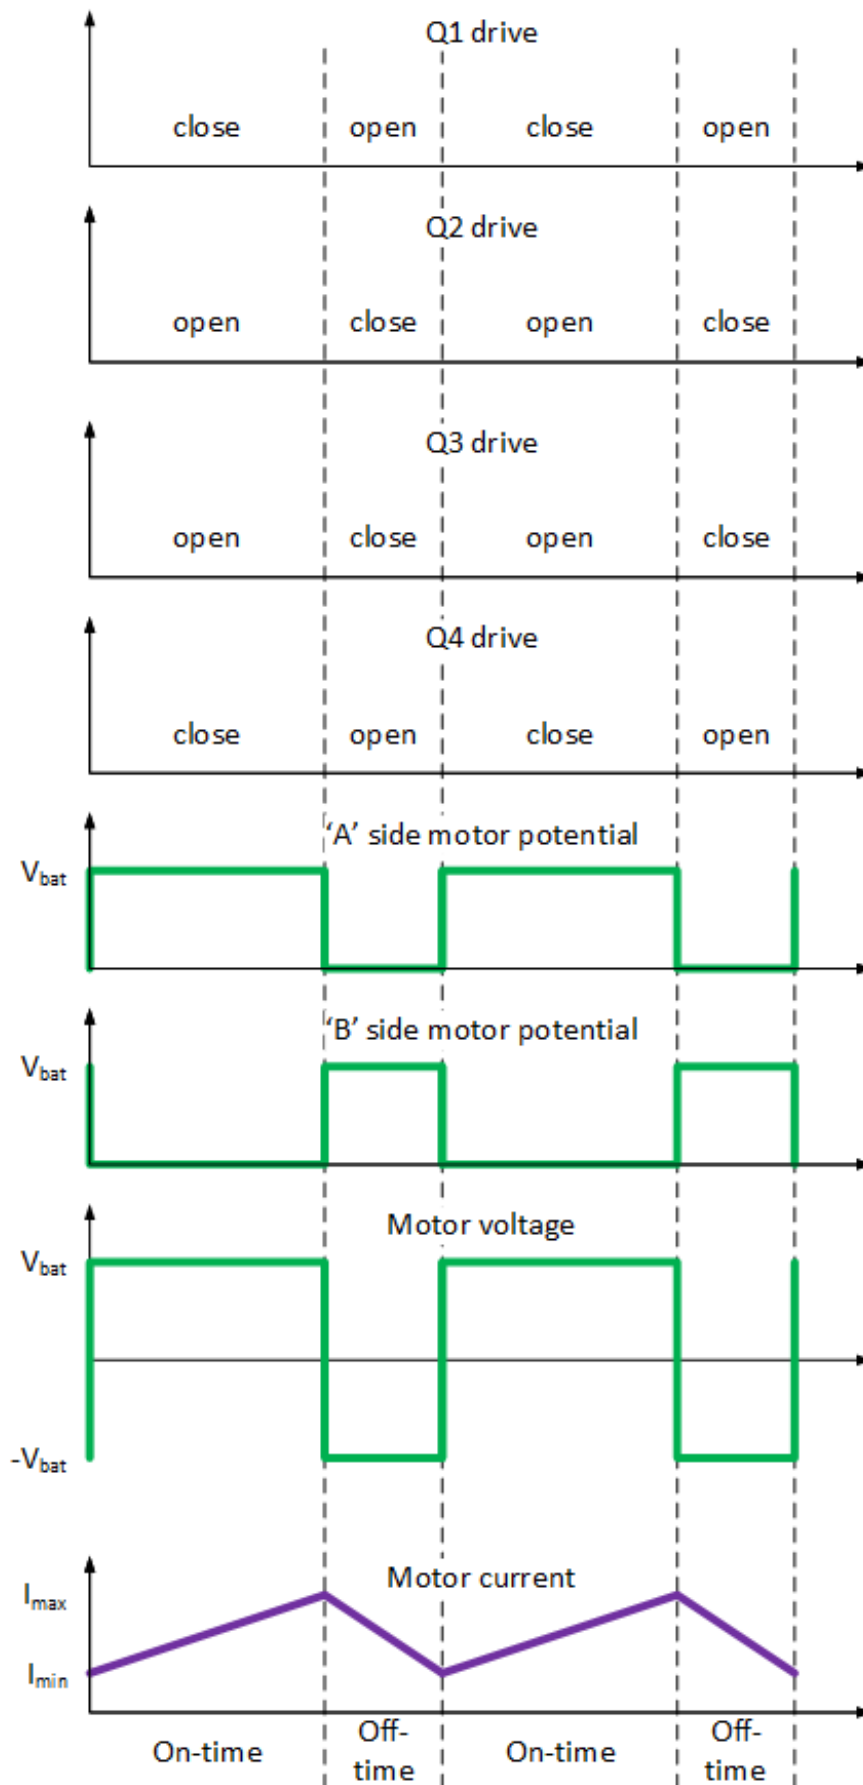 Q1 drive
close open close open
Q2 drive
open close open close
Q3 drive
open close open close
Q4 drive
close open close open
‘A’ side motor potential
Vbat
‘B’ side motor potential
Vbat
Motor voltage
Vbat
-Vbat
Motor current
Imax
Imin
On-time Off-time On-time Off-time